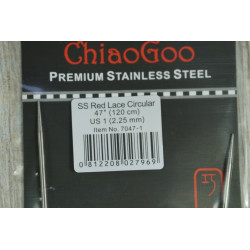 ChiaoGoo
PREMIUM STAINLESS STEEL
SS Red Lace Circular
47" (120 cm)
US 1 (2.25 mm)
Item No. 7047-1
0 812208 027969